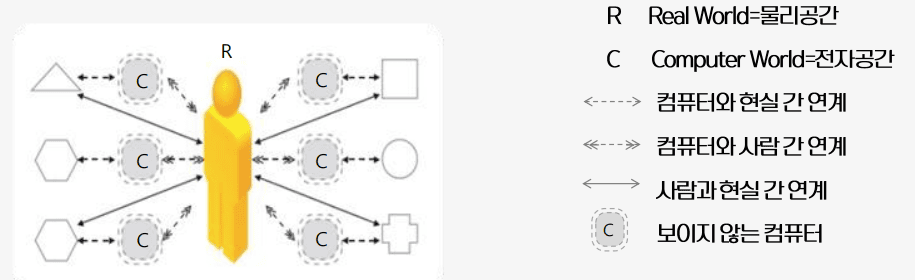 R
C
C
C
C
C
C
R Real World=물리공간
C Computer World=전자공간
컴퓨터와 현실 간 연계
컴퓨터와 사람 간 연계
사람과 현실 간 연계
C 보이지 않는 컴퓨터